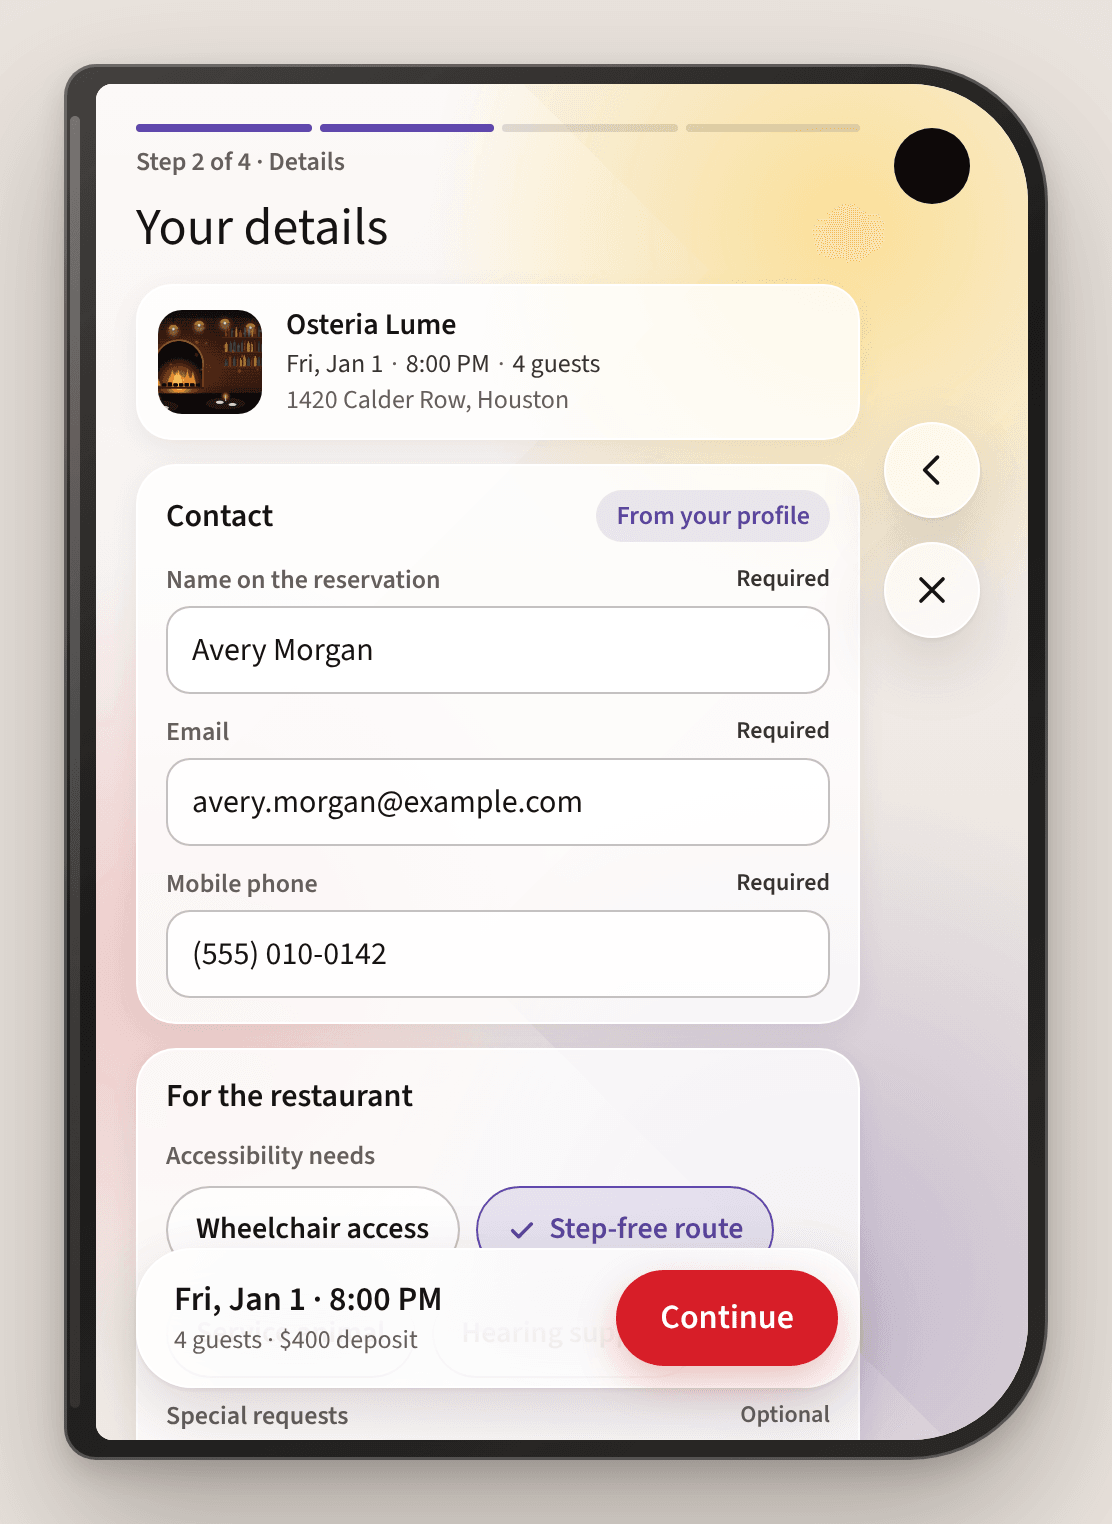 Step 2 of 4 · Details
Your details
Osteria Lume
Fri, Jan 1 · 8:00 PM · 4 guests
1420 Calder Row, Houston
Contact
From your profile
Name on the reservation
Required
Avery Morgan
Email
Required
avery.morgan@example.com
Mobile phone
Required
(555) 010-0142
For the restaurant
Accessibility needs
Wheelchair access
Step-free route
Fri, Jan 1 · 8:00 PM
4 guests · $400 deposit
Continue
Hearing
Special requests
Optional